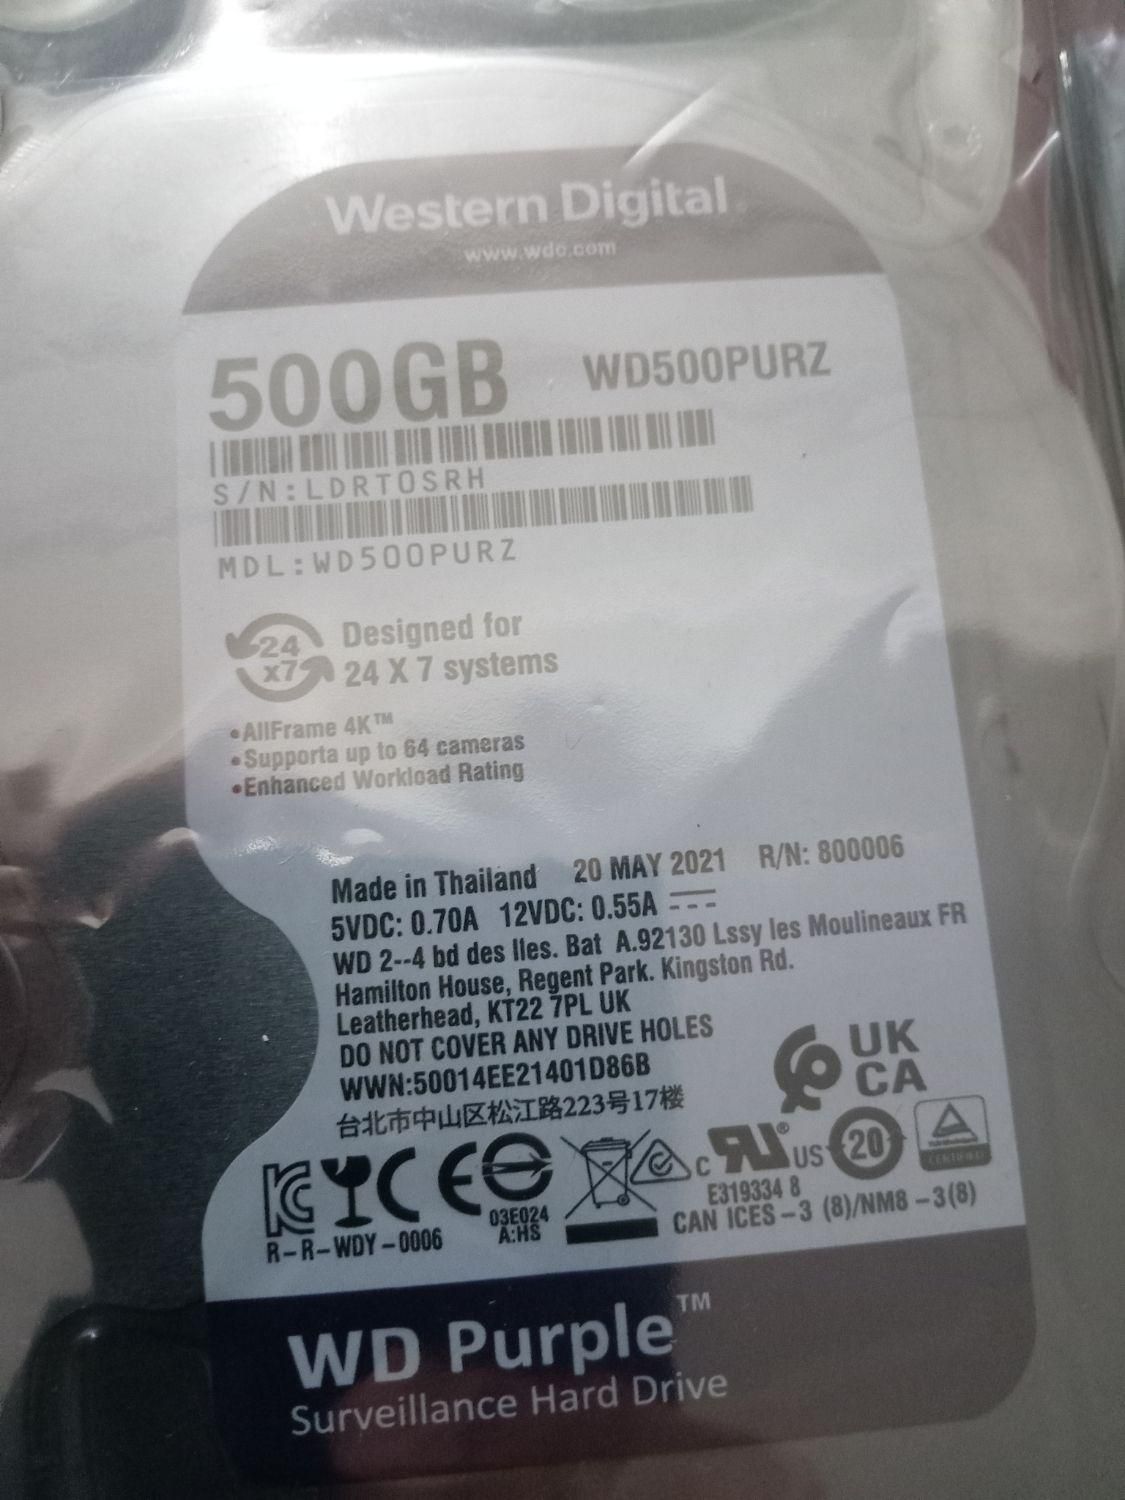 Western Digital
www.wdc.com
500GB WD500PURZ
S/N:LDRT0SRH
MDL:WD500PURZ
24
x7
Designed for
24 X 7 systems
•AllFrame 4K™
•Supporta up to 64 cameras
•Enhanced Workload Rating
Made in Thailand 20 MAY 2021 R/N: 800006
5VDC: 0.70A 12VDC: 0.55A
WD 2--4 bd des lles. Bat A.92130 Lssy les Moulineaux FR
Hamilton House, Regent Park. Kingston Rd.
Leatherhead, KT22 7PL UK
DO NOT COVER ANY DRIVE HOLES
WWN:50014EE21401D86B
台北市中山区松江路223号17楼
UK
CA
CE
C UL® US
20
CERTIFIED
R-R-WDY-0006
03E024
A:HS
E319334 8
CAN ICES-3 (8)/NM8-3(8)
WD Purple™
Surveillance Hard Drive